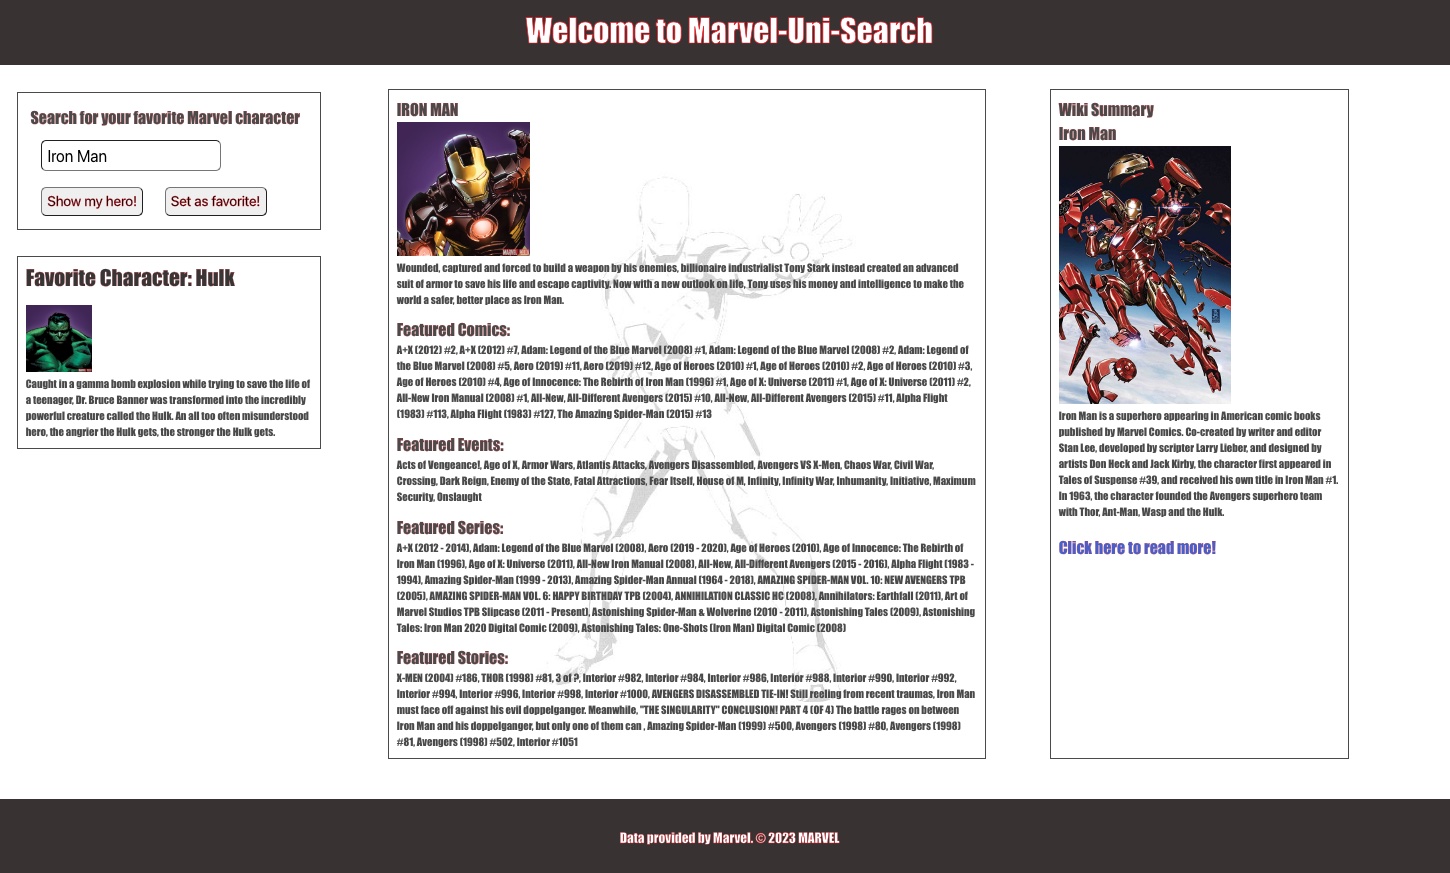 Welcome to Marvel-Uni-Search
Search for your favorite Marvel character
Iron Man
Show my hero! Set as favorite!
Favorite Character: Hulk
Caught in a gamma bomb explosion while trying to save the life of
a teenager, Dr. Bruce Banner was transformed into the incredibly
powerful creature called the Hulk. An all too often misunderstood
hero, the angrier the Hulk gets, the stronger the Hulk gets.
IRON MAN
Wounded, captured and forced to build a weapon by his enemies, billionaire industrialist Tony Stark instead created an advanced
suit of armor to save his life and escape captivity. Now with a new outlook on life, Tony uses his money and intelligence to make the
world a safer, better place as Iron Man.
Featured Comics:
A+X (2012) #2, A+X (2012) #7, Adam: Legend of the Blue Marvel (2008) #1, Adam: Legend of the Blue Marvel (2008) #2, Adam: Legend of
the Blue Marvel (2008) #5, Aero (2019) #11, Aero (2019) #12, Age of Heroes (2010) #1, Age of Heroes (2010) #2, Age of Heroes (2010) #3,
Age of Heroes (2010) #4, Age of Innocence: The Rebirth of Iron Man (1996) #1, Age of X: Universe (2011) #1, Age of X: Universe (2011) #2,
All-New Iron Manual (2008) #1, All-New, All-Different Avengers (2015) #10, All-New, All-Different Avengers (2015) #11, Alpha Flight
(1983) #113, Alpha Flight (1983) #127, The Amazing Spider-Man (2015) #13
Featured Events:
Acts of Vengeance!, Age of X, Armor Wars, Atlantis Attacks, Avengers Disassembled, Avengers VS X-Men, Chaos War, Civil War,
Crossing, Dark Reign, Enemy of the State, Fatal Attractions, Fear Itself, House of M, Infinity, Infinity War, Inhumanity, Initiative, Maximum
Security, Onslaught
Featured Series:
A+X (2012 - 2014), Adam: Legend of the Blue Marvel (2008), Aero (2019 - 2020), Age of Heroes (2010), Age of Innocence: The Rebirth of
Iron Man (1996), Age of X: Universe (2011), All-New Iron Manual (2008), All-New, All-Different Avengers (2015 - 2016), Alpha Flight (1983 -
1994), Amazing Spider-Man (1999 - 2013), Amazing Spider-Man Annual (1964 - 2018), AMAZING SPIDER-MAN VOL. 10: NEW AVENGERS TPB
(2005), AMAZING SPIDER-MAN VOL. 6: HAPPY BIRTHDAY TPB (2004), ANNIHILATION CLASSIC HC (2008), Annihilators: Earthfall (2011), Art of
Marvel Studios TPB Slipcase (2011 - Present), Astonishing Spider-Man & Wolverine (2010 - 2011), Astonishing Tales (2009), Astonishing
Tales: Iron Man 2020 Digital Comic (2009), Astonishing Tales: One-Shots (Iron Man) Digital Comic (2008)
Featured Stories:
X-MEN (2004) #186, THOR (1998) #81, 3 of ?, Interior #982, Interior #984, Interior #986, Interior #988, Interior #990, Interior #992,
Interior #994, Interior #996, Interior #998, Interior #1000, AVENGERS DISASSEMBLED TIE-IN! Still reeling from recent traumas, Iron Man
must face off against his evil doppelganger. Meanwhile, "THE SINGULARITY" CONCLUSION! PART 4 (OF 4) The battle rages on between
Iron Man and his doppelganger, but only one of them can , Amazing Spider-Man (1999) #500, Avengers (1998) #80, Avengers (1998)
#81, Avengers (1998) #502, Interior #1051
Wiki Summary
Iron Man
Iron Man is a superhero appearing in American comic books
published by Marvel Comics. Co-created by writer and editor
Stan Lee, developed by scripter Larry Lieber, and designed by
artists Don Heck and Jack Kirby, the character first appeared in
Tales of Suspense #39, and received his own title in Iron Man #1.
In 1963, the character founded the Avengers superhero team
with Thor, Ant-Man, Wasp and the Hulk.
Click here to read more!
Data provided by Marvel. © 2023 MARVEL